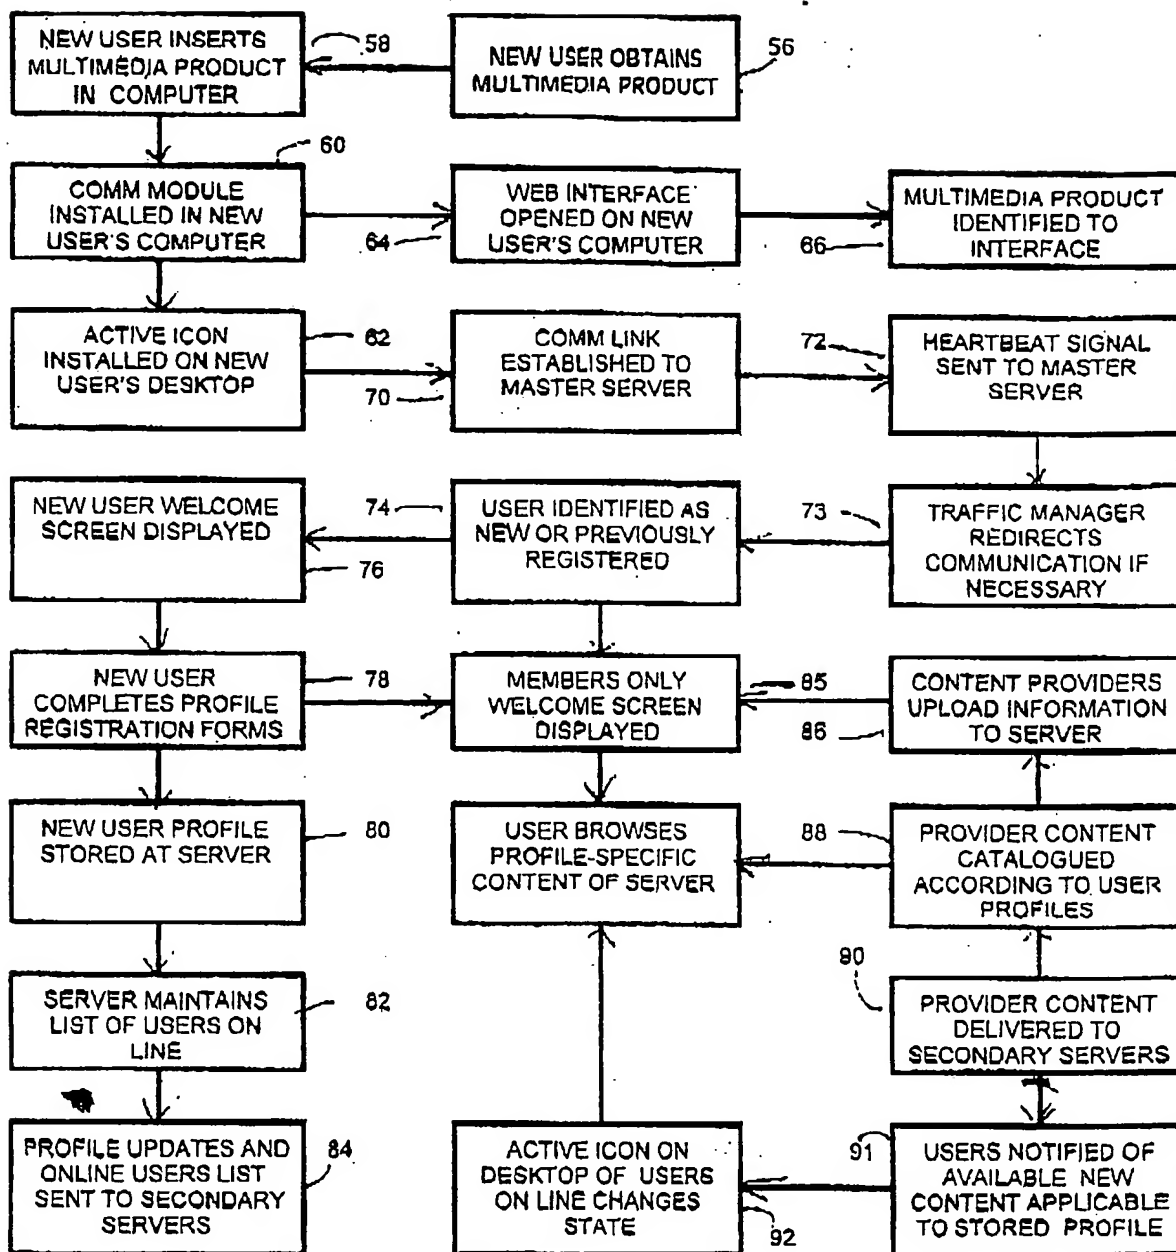 NEW USER INSERTS
MULTIMEDIA PRODUCT
IN COMPUTER
58
NEW USER OBTAINS
MULTIMEDIA PRODUCT
56
60
COMM MODULE
INSTALLED IN NEW
USER'S COMPUTER
64
WEB INTERFACE
OPENED ON NEW
USER'S COMPUTER
66
MULTIMEDIA PRODUCT
IDENTIFIED TO
INTERFACE
ACTIVE ICON
INSTALLED ON NEW
USER'S DESKTOP
62
70
COMM LINK
ESTABLISHED TO
MASTER SERVER
72
HEARTBEAT SIGNAL
SENT TO MASTER
SERVER
NEW USER WELCOME
SCREEN DISPLAYED
74
76
USER IDENTIFIED AS
NEW OR PREVIOUSLY
REGISTERED
73
TRAFFIC MANAGER
REDIRECTS
COMMUNICATION IF
NECESSARY
NEW USER
COMPLETES PROFILE
REGISTRATION FORMS
78
MEMBERS ONLY
WELCOME SCREEN
DISPLAYED
85
86
CONTENT PROVIDERS
UPLOAD INFORMATION
TO SERVER
NEW USER PROFILE
STORED AT SERVER
80
USER BROWSES
PROFILE-SPECIFIC
CONTENT OF SERVER
88
PROVIDER CONTENT
CATALOGUED
ACCORDING TO USER
PROFILES
SERVER MAINTAINS
LIST OF USERS ON
LINE
82
90
PROVIDER CONTENT
DELIVERED TO
SECONDARY SERVERS
PROFILE UPDATES AND
ONLINE USERS LIST
SENT TO SECONDARY
SERVERS
84
ACTIVE ICON ON
DESKTOP OF USERS
ON LINE CHANGES
STATE
91
92
USERS NOTIFIED OF
AVAILABLE NEW
CONTENT APPLICABLE
TO STORED PROFILE